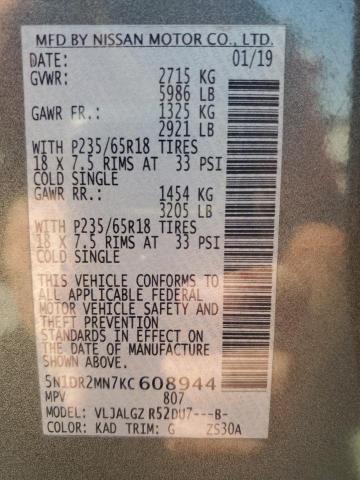 MFD BY NISSAN MOTOR CO., LTD.
DATE: 01/19
GVWR: 2715 KG
5986 LB
GAWR FR.: 1325 KG
2921 LB
WITH P235/65R18 TIRES
18 X 7.5 RIMS AT 33 PSI
COLD SINGLE
GAWR RR.: 1454 KG
3205 LB
WITH P235/65R18 TIRES
18 X 7.5 RIMS AT 33 PSI
COLD SINGLE
THIS VEHICLE CONFORMS TO
ALL APPLICABLE FEDERAL
MOTOR VEHICLE SAFETY AND
THEFT PREVENTION
STANDARDS IN EFFECT ON
THE DATE OF MANUFACTURE
SHOWN ABOVE.
5N1DR2MN7KC608944
MPV 807
MODEL: VLJALGZ R52DU7---B-
COLOR: KAD TRIM: G ZS30A